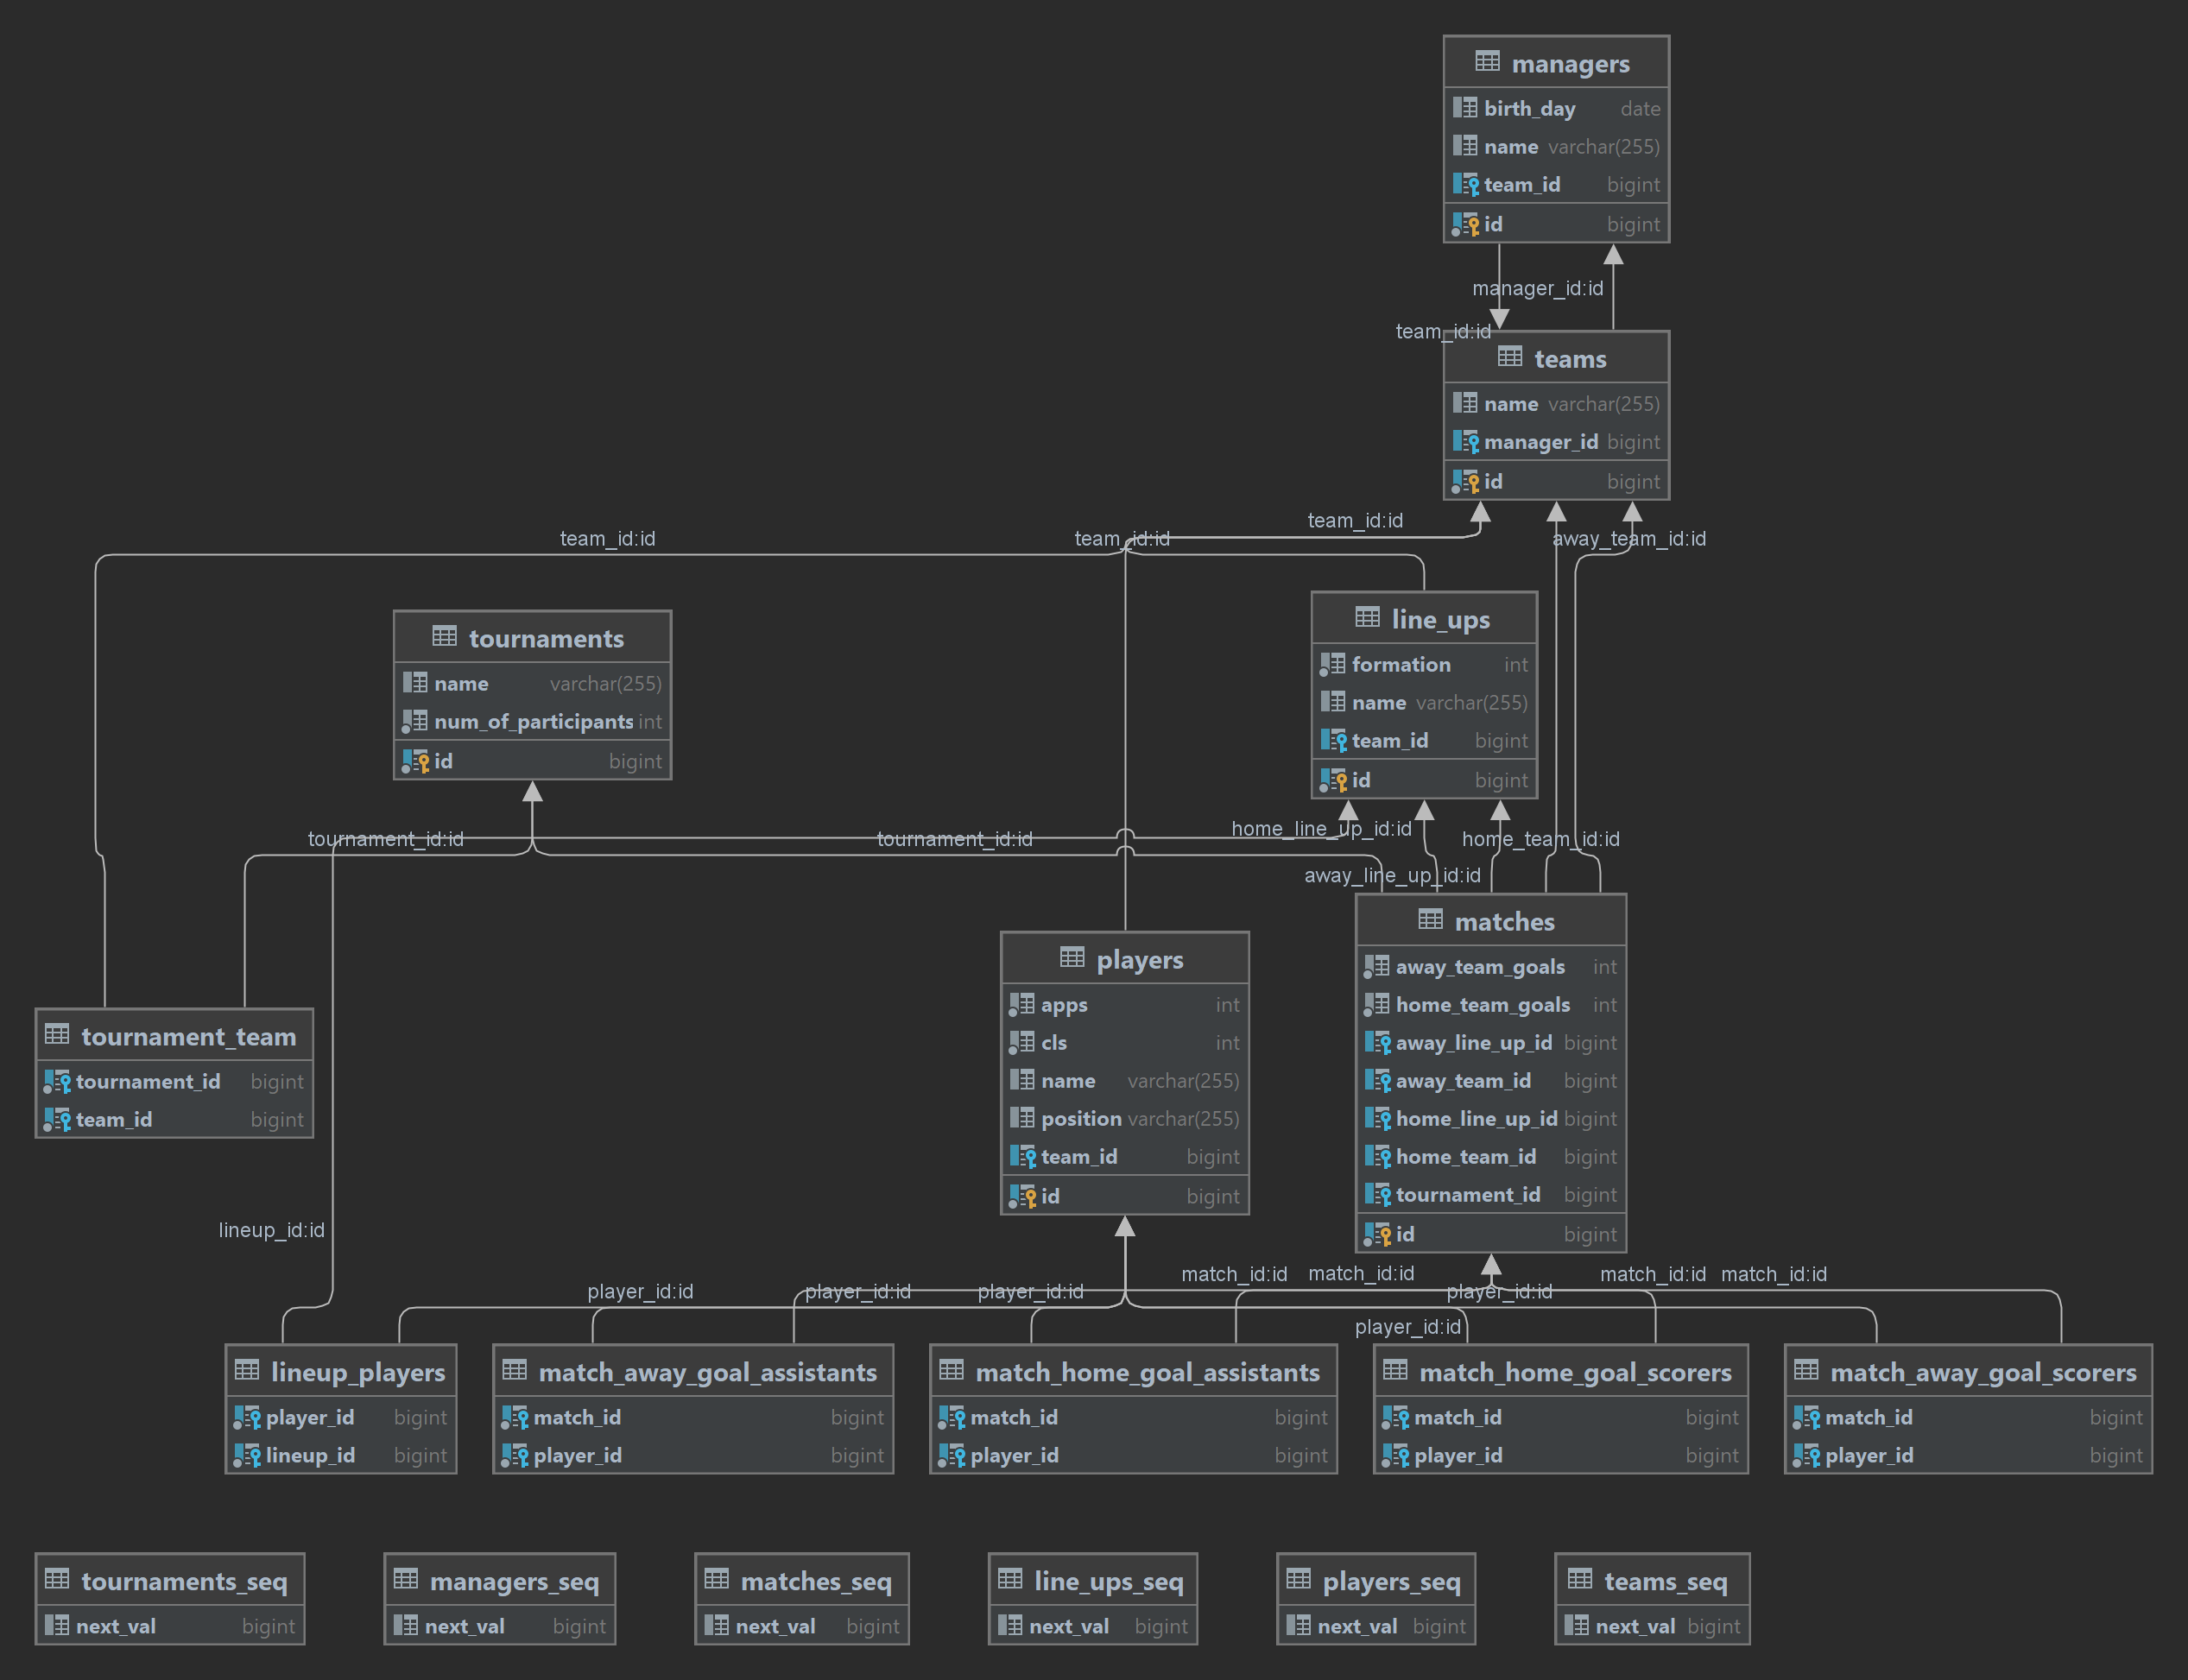 managers
birth_day date
name varchar(255)
team_id bigint
id bigint
manager_id:id
team_id:id
teams
name varchar(255)
manager_id bigint
id bigint
team_id:id
team_id:id
team_id:id
away_team_id:id
line_ups
formation int
name varchar(255)
team_id bigint
id bigint
tournaments
name varchar(255)
num_of_participants int
id bigint
tournament_id:id
tournament_id:id
home_line_up_id:id
home_team_id:id
away_line_up_id:id
matches
away_team_goals int
home_team_goals int
away_line_up_id bigint
away_team_id bigint
home_line_up_id bigint
home_team_id bigint
tournament_id bigint
id bigint
players
apps int
cls int
name varchar(255)
position varchar(255)
team_id bigint
id bigint
tournament_team
tournament_id bigint
team_id bigint
lineup_id:id
player_id:id
player_id:id
player_id:id
match_id:id
match_id:id
player_id:id
match_id:id
match_id:id
player_id:id
lineup_players
player_id bigint
lineup_id bigint
match_away_goal_assistants
match_id bigint
player_id bigint
match_home_goal_assistants
match_id bigint
player_id bigint
match_home_goal_scorers
match_id bigint
player_id bigint
match_away_goal_scorers
match_id bigint
player_id bigint
tournaments_seq
next_val bigint
managers_seq
next_val bigint
matches_seq
next_val bigint
line_ups_seq
next_val bigint
players_seq
next_val bigint
teams_seq
next_val bigint